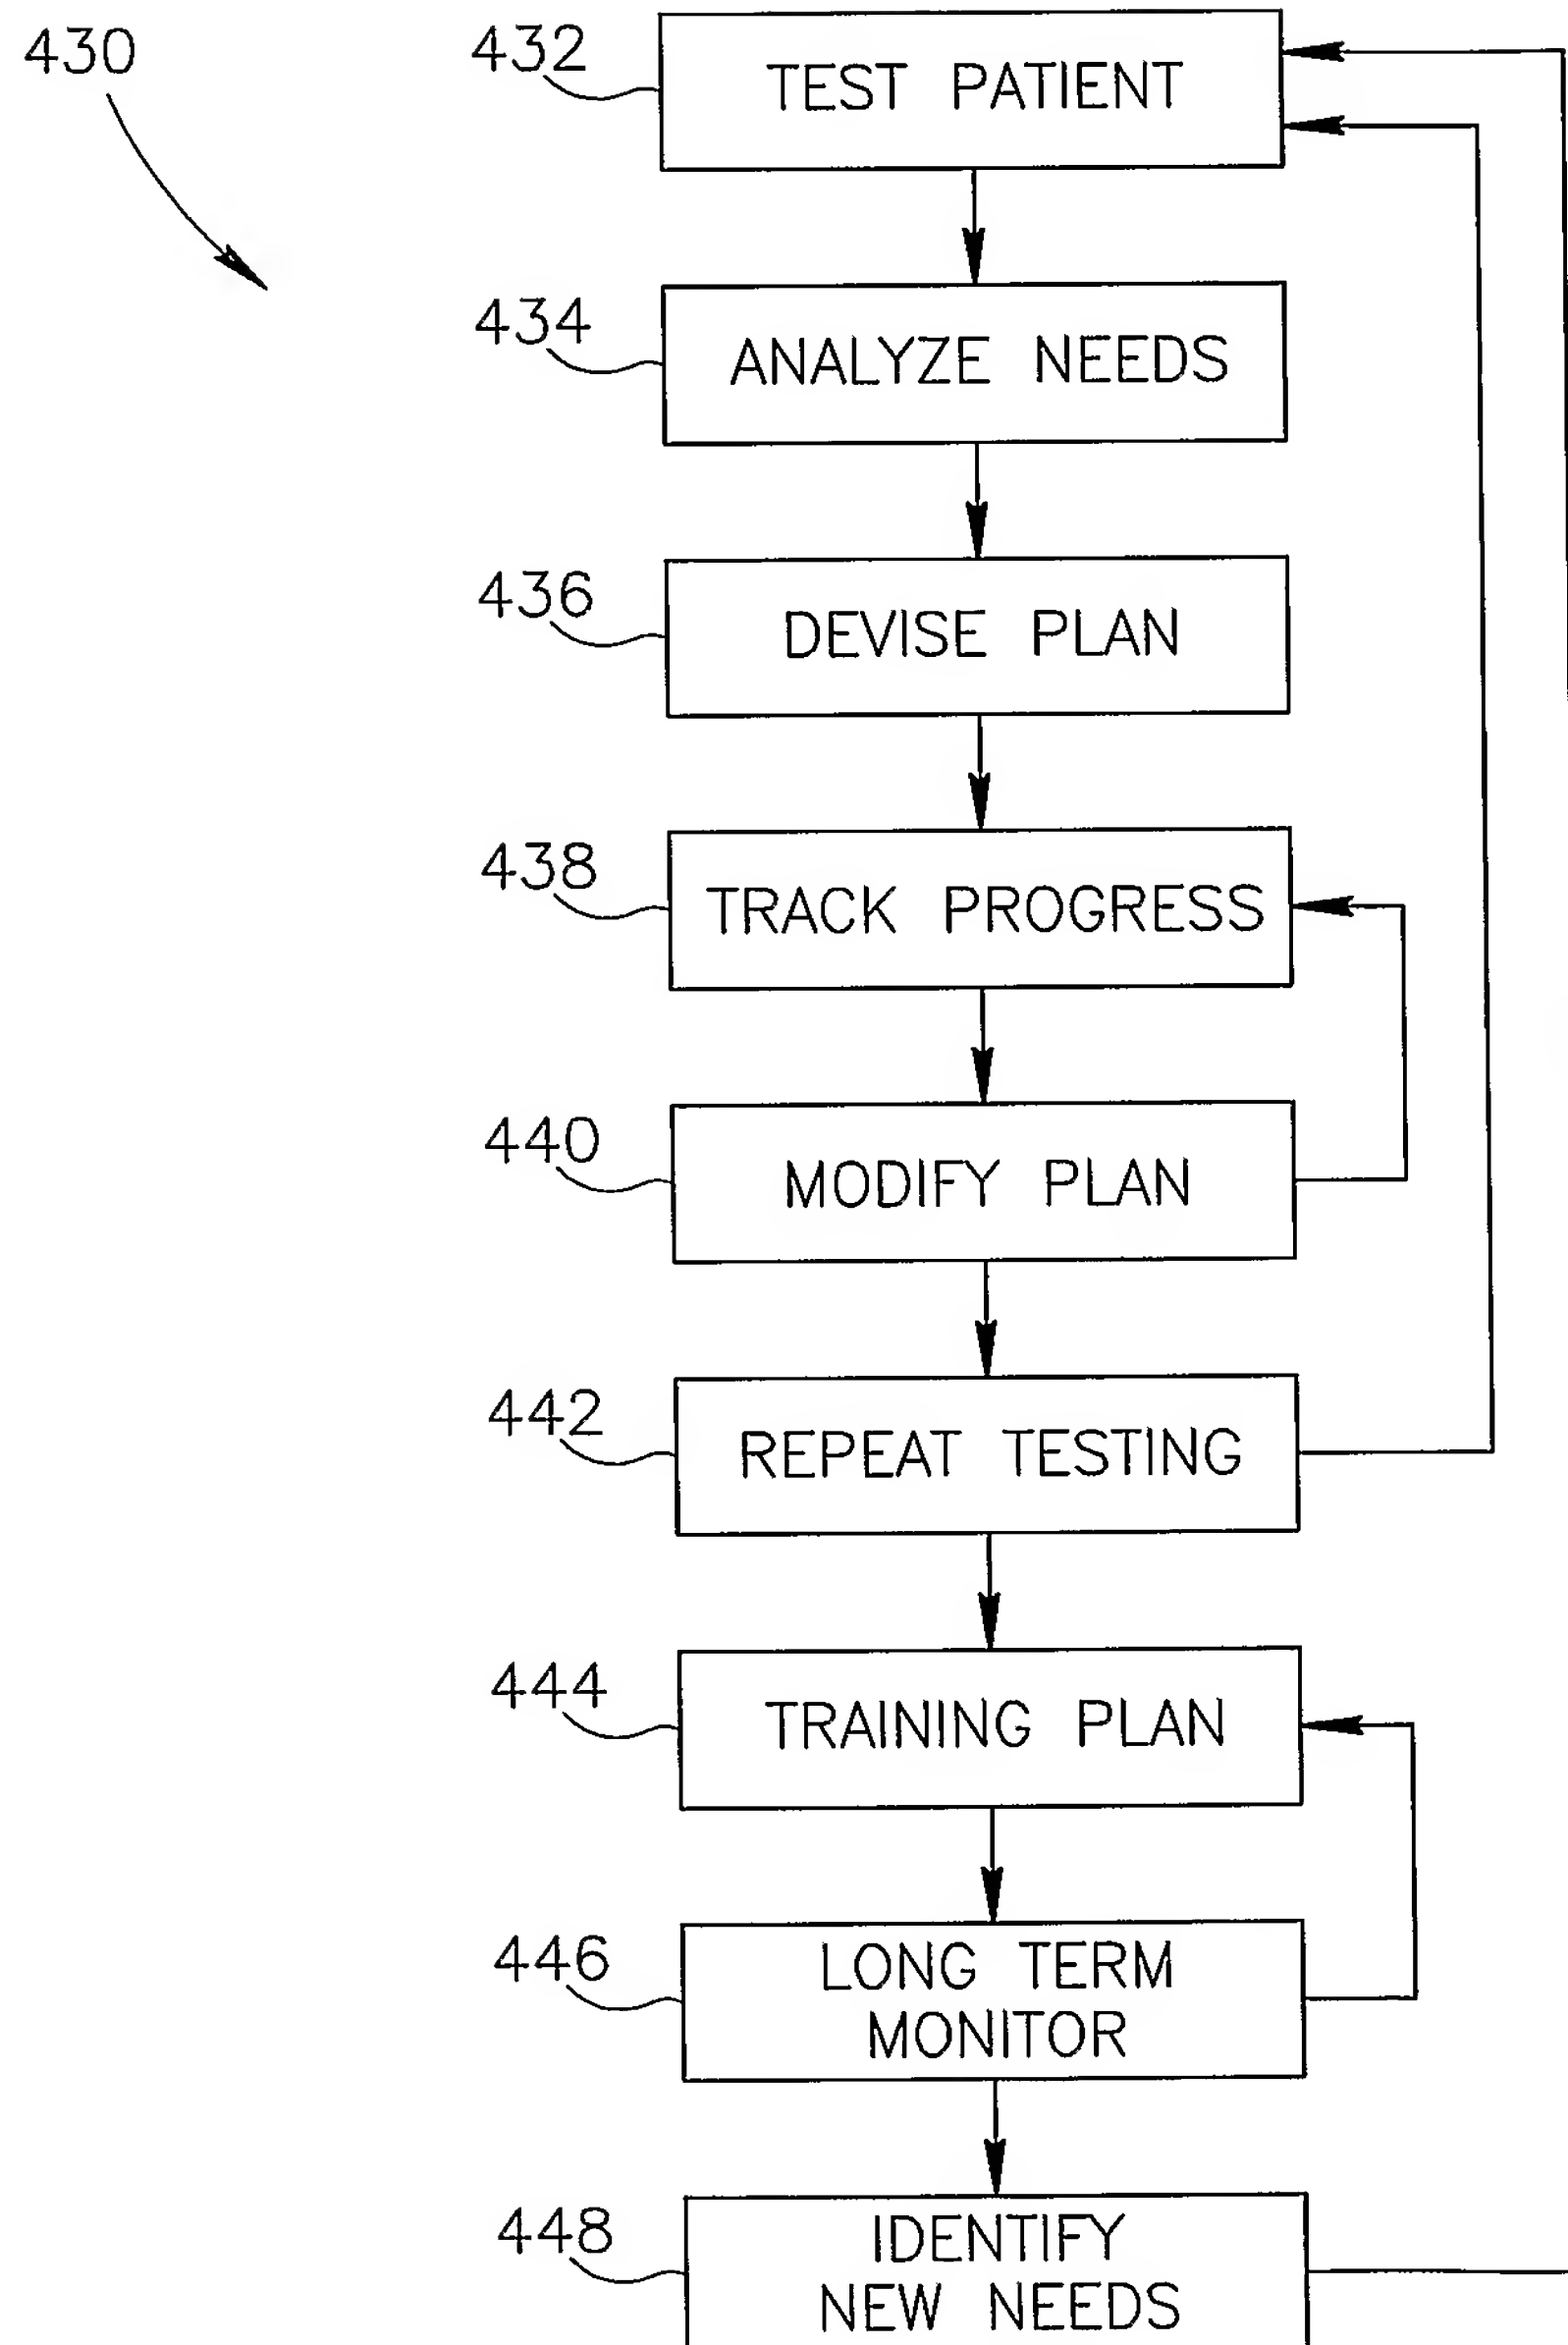 430
432
TEST PATIENT
434
ANALYZE NEEDS
436
DEVISE PLAN
438
TRACK PROGRESS
440
MODIFY PLAN
442
REPEAT TESTING
444
TRAINING PLAN
446
LONG TERM
MONITOR
448
IDENTIFY
NEW NEEDS